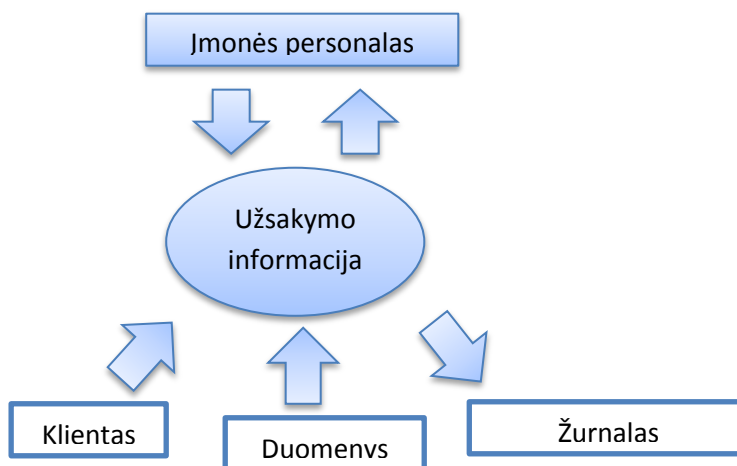 Įmonės personalas
Užsakymo
informacija
Klientas
Duomenys
Žurnalas